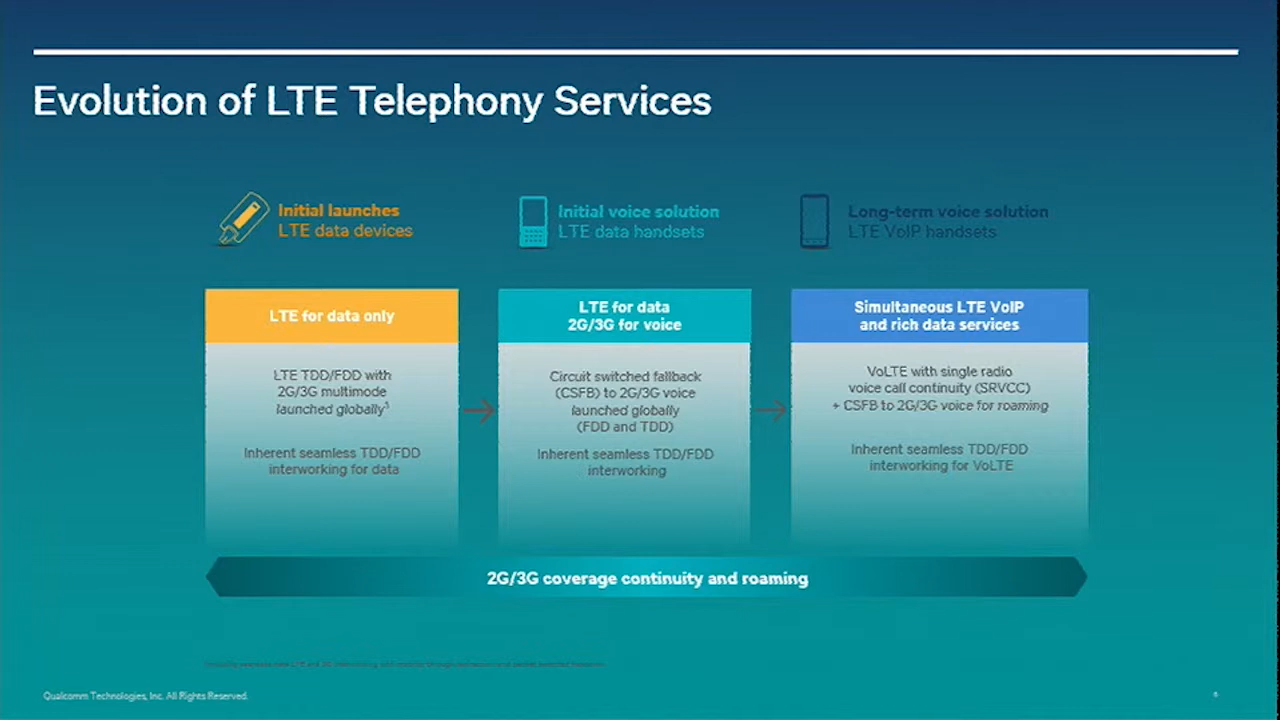 Evolution of LTE Telephony Services
Initial launches
LTE data devices
Initial voice solution
LTE data handsets
Long-term voice solution
LTE VoIP handsets
LTE for data only
LTE TDD/FDD with
2G/3G multimode
launched globally¹
Inherent seamless TDD/FDD
interworking for data
LTE for data
2G/3G for voice
Circuit switched fallback
(CSFB) to 2G/3G voice
launched globally
(FDD and TDD)
Inherent seamless TDD/FDD
interworking
Simultaneous LTE VoIP
and rich data services
VoLTE with single radio
voice call continuity (SRVCC)
+ CSFB to 2G/3G voice for roaming
Inherent seamless TDD/FDD
interworking for VoLTE
2G/3G coverage continuity and roaming
Qualcomm Technologies, Inc. All Rights Reserved.
6